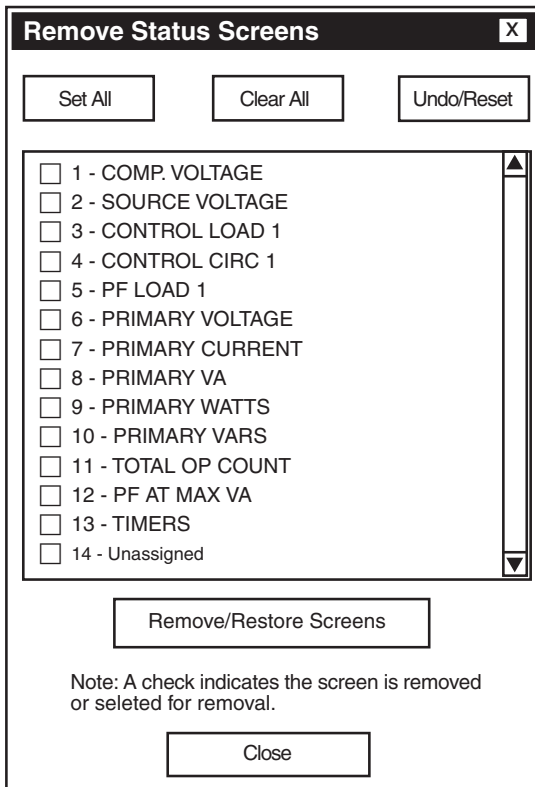 Remove Status Screens X
Set All Clear All Undo/Reset
1 - COMP. VOLTAGE
2 - SOURCE VOLTAGE
3 - CONTROL LOAD 1
4 - CONTROL CIRC 1
5 - PF LOAD 1
6 - PRIMARY VOLTAGE
7 - PRIMARY CURRENT
8 - PRIMARY VA
9 - PRIMARY WATTS
10 - PRIMARY VARS
11 - TOTAL OP COUNT
12 - PF AT MAX VA
13 - TIMERS
14 - Unassigned
Remove/Restore Screens
Note: A check indicates the screen is removed
or seleted for removal.
Close